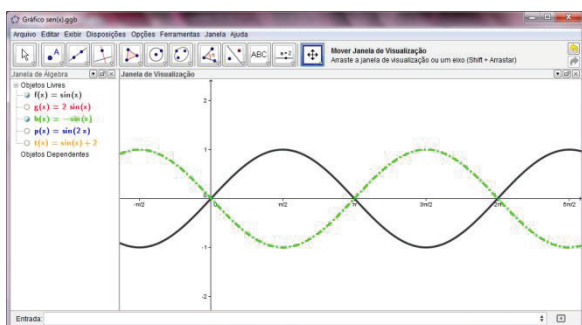 Gráfico sen(x).ggb
Arquivo Editar Exibir Disposições Opções Ferramentas Janela Ajuda
A
ABC
a=2
Mover Janela de Visualização
Arraste a janela de visualização ou um eixo (Shift + Arrastar)
Janela de Álgebra
Janela de Visualização
Objetos Livres
f(x) = sin(x)
g(x) = 2 sin(x)
h(x) = −sin(x)
p(x) = sin(2 x)
t(x) = sin(x) + 2
Objetos Dependentes
2
1
-π/2 0 π/2 π 3π/2 2π 5π/2
-1
-2
Entrada: